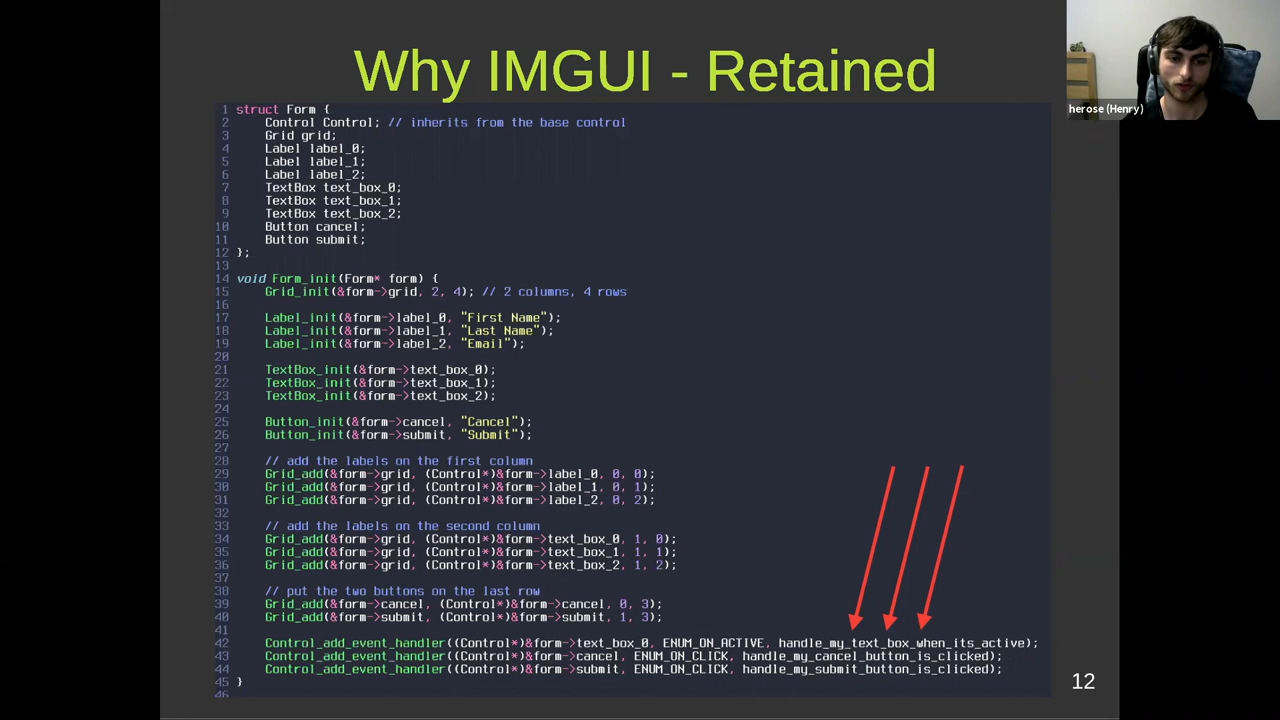 Why IMGUI - Retained
herose (Henry)
1 struct Form {
2 Control Control; // inherits from the base control
3 Grid grid;
4 Label label_0;
5 Label label_1;
6 Label label_2;
7 TextBox text_box_0;
8 TextBox text_box_1;
9 TextBox text_box_2;
10 Button cancel;
11 Button submit;
12 };
13
14 void Form_init(Form* form) {
15 Grid_init(&form->grid, 2, 4); // 2 columns, 4 rows
16
17 Label_init(&form->label_0, "First Name");
18 Label_init(&form->label_1, "Last Name");
19 Label_init(&form->label_2, "Email");
20
21 TextBox_init(&form->text_box_0);
22 TextBox_init(&form->text_box_1);
23 TextBox_init(&form->text_box_2);
24
25 Button_init(&form->cancel, "Cancel");
26 Button_init(&form->submit, "Submit");
27
28 // add the labels on the first column
29 Grid_add(&form->grid, (Control*)&form->label_0, 0, 0);
30 Grid_add(&form->grid, (Control*)&form->label_1, 0, 1);
31 Grid_add(&form->grid, (Control*)&form->label_2, 0, 2);
32
33 // add the labels on the second column
34 Grid_add(&form->grid, (Control*)&form->text_box_0, 1, 0);
35 Grid_add(&form->grid, (Control*)&form->text_box_1, 1, 1);
36 Grid_add(&form->grid, (Control*)&form->text_box_2, 1, 2);
37
38 // put the two buttons on the last row
39 Grid_add(&form->cancel, (Control*)&form->cancel, 0, 3);
40 Grid_add(&form->submit, (Control*)&form->submit, 1, 3);
41
42 Control_add_event_handler((Control*)&form->text_box_0, ENUM_ON_ACTIVE, handle_my_text_box_when_its_active);
43 Control_add_event_handler((Control*)&form->cancel, ENUM_ON_CLICK, handle_my_cancel_button_is_clicked);
44 Control_add_event_handler((Control*)&form->submit, ENUM_ON_CLICK, handle_my_submit_button_is_clicked);
45 }
46
12